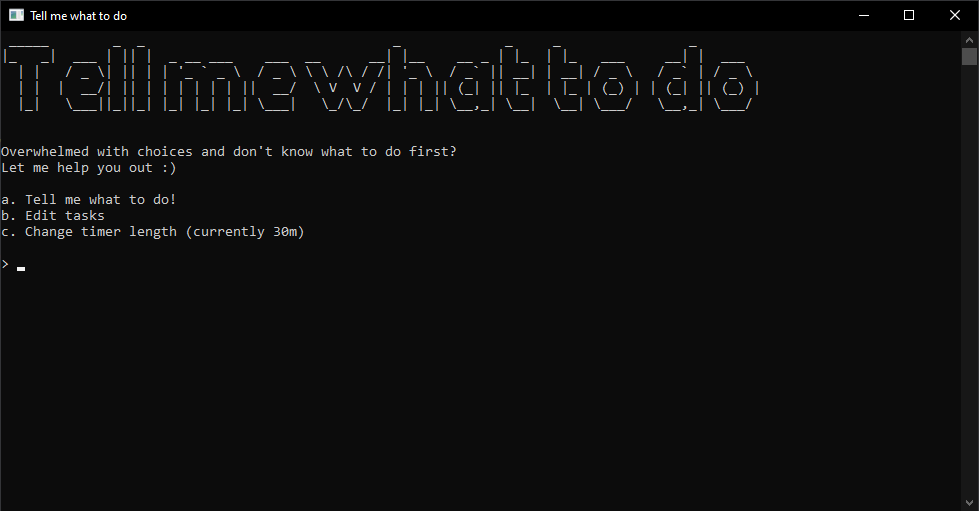 Tell me what to do
Tell me what to do
Overwhelmed with choices and don't know what to do first?
Let me help you out :)
a. Tell me what to do!
b. Edit tasks
c. Change timer length (currently 30m)
>